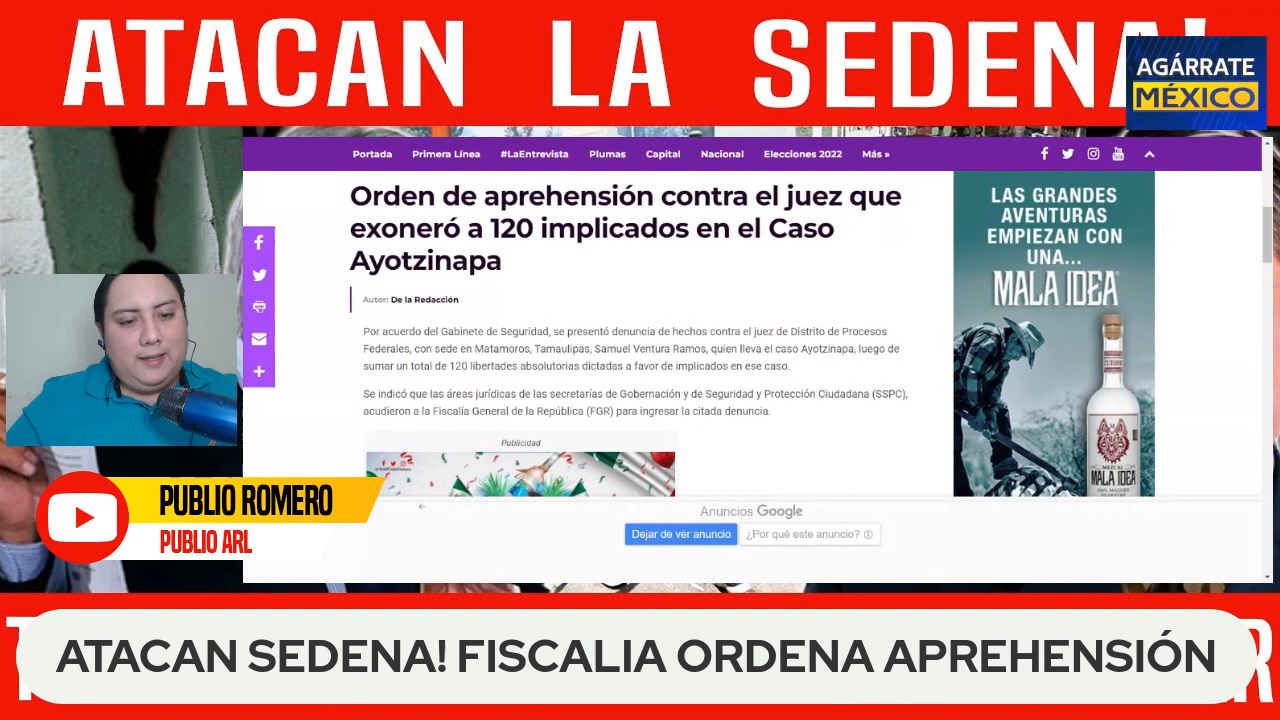 ATACAN LA SEDENA!
AGÁRRATE
MÉXICO
Portada Primera Línea #LaEntrevista Plumas Capital Nacional Elecciones 2022 Más »
Orden de aprehensión contra el juez que
exoneró a 120 implicados en el Caso
Ayotzinapa
Autor: De la Redacción
Por acuerdo del Gabinete de Seguridad, se presentó denuncia de hechos contra el juez de Distrito de Procesos
Federales, con sede en Matamoros, Tamaulipas, Samuel Ventura Ramos, quien lleva el caso Ayotzinapa, luego de
sumar un total de 120 libertades absolutorias dictadas a favor de implicados en ese caso.
Se indicó que las áreas jurídicas de las secretarías de Gobernación y de Seguridad y Protección Ciudadana (SSPC),
acudieron a la Fiscalía General de la República (FGR) para ingresar la citada denuncia.
Publicidad
LAS GRANDES
AVENTURAS
EMPIEZAN CON
UNA...
MALA IDEA
MEZCAL
MALA IDEA
Anuncios Google
Dejar de ver anuncio ¿Por qué este anuncio?
PUBLIO ROMERO
PUBLIO ARL
ATACAN SEDENA! FISCALIA ORDENA APREHENSIÓN